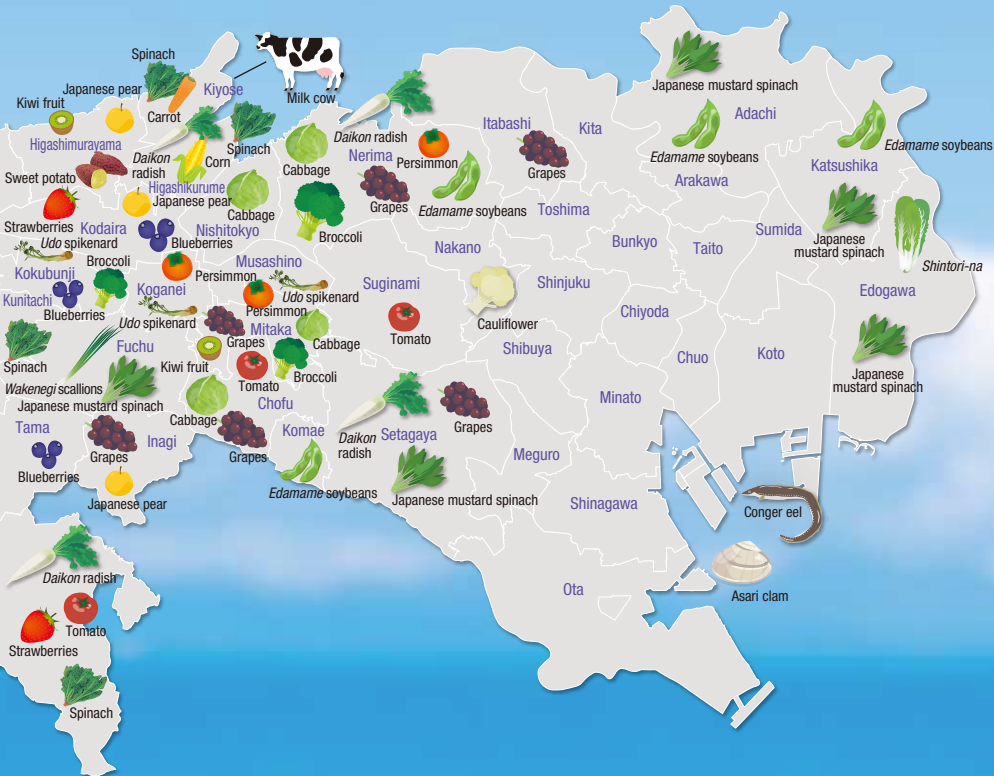 Spinach
Japanese pear
Kiyose
Kiwi fruit
Carrot
Milk cow
Higashimurayama
Daikon
radish
Corn
Spinach
Sweet potato
Higashikurume
Japanese pear
Cabbage
Cabbage
Daikon radish
Nerima
Persimmon
Grapes
Edamame soybeans
Broccoli
Itabashi
Grapes
Kita
Japanese mustard spinach
Adachi
Edamame soybeans
Edamame soybeans
Katsushika
Arakawa
Toshima
Strawberries
Kodaira
Blueberries
Nishitokyo
Udo spikenard
Kokubunji
Broccoli
Kunitachi
Blueberries
Koganei
Persimmon
Musashino
Udo spikenard
Persimmon
Udo spikenard
Grapes
Mitaka
Cabbage
Suginami
Tomato
Nakano
Cauliflower
Shinjuku
Shibuya
Bunkyo
Taito
Sumida
Japanese
mustard spinach
Shintori-na
Edogawa
Japanese
mustard spinach
Chiyoda
Chuo
Koto
Minato
Spinach
Wakenegi scallions
Fuchu
Japanese mustard spinach
Kiwi fruit
Tomato
Broccoli
Chofu
Cabbage
Grapes
Tama
Blueberries
Grapes
Inagi
Japanese pear
Komae
Edamame soybeans
Daikon
radish
Setagaya
Grapes
Japanese mustard spinach
Meguro
Shinagawa
Ota
Conger eel
Asari clam
Daikon radish
Tomato
Strawberries
Spinach